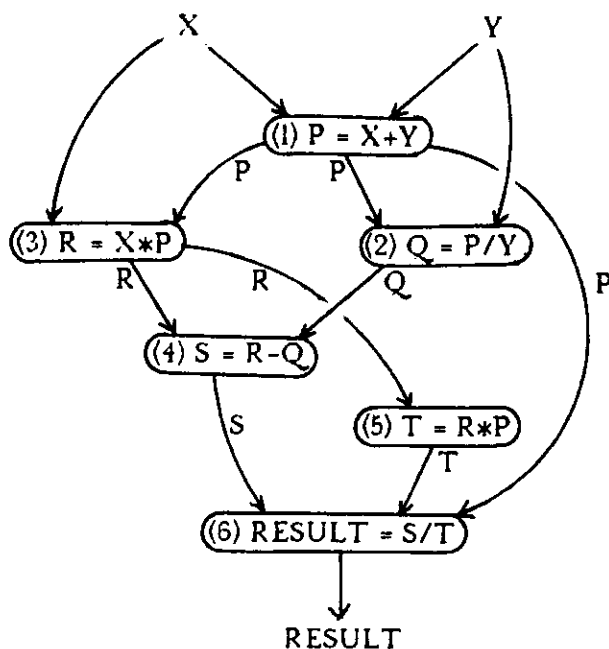 X Y
(1) P = X+Y
P P
(3) R = X*P (2) Q = P/Y
R R Q P
(4) S = R-Q
S (5) T = R*P
T
(6) RESULT = S/T
RESULT